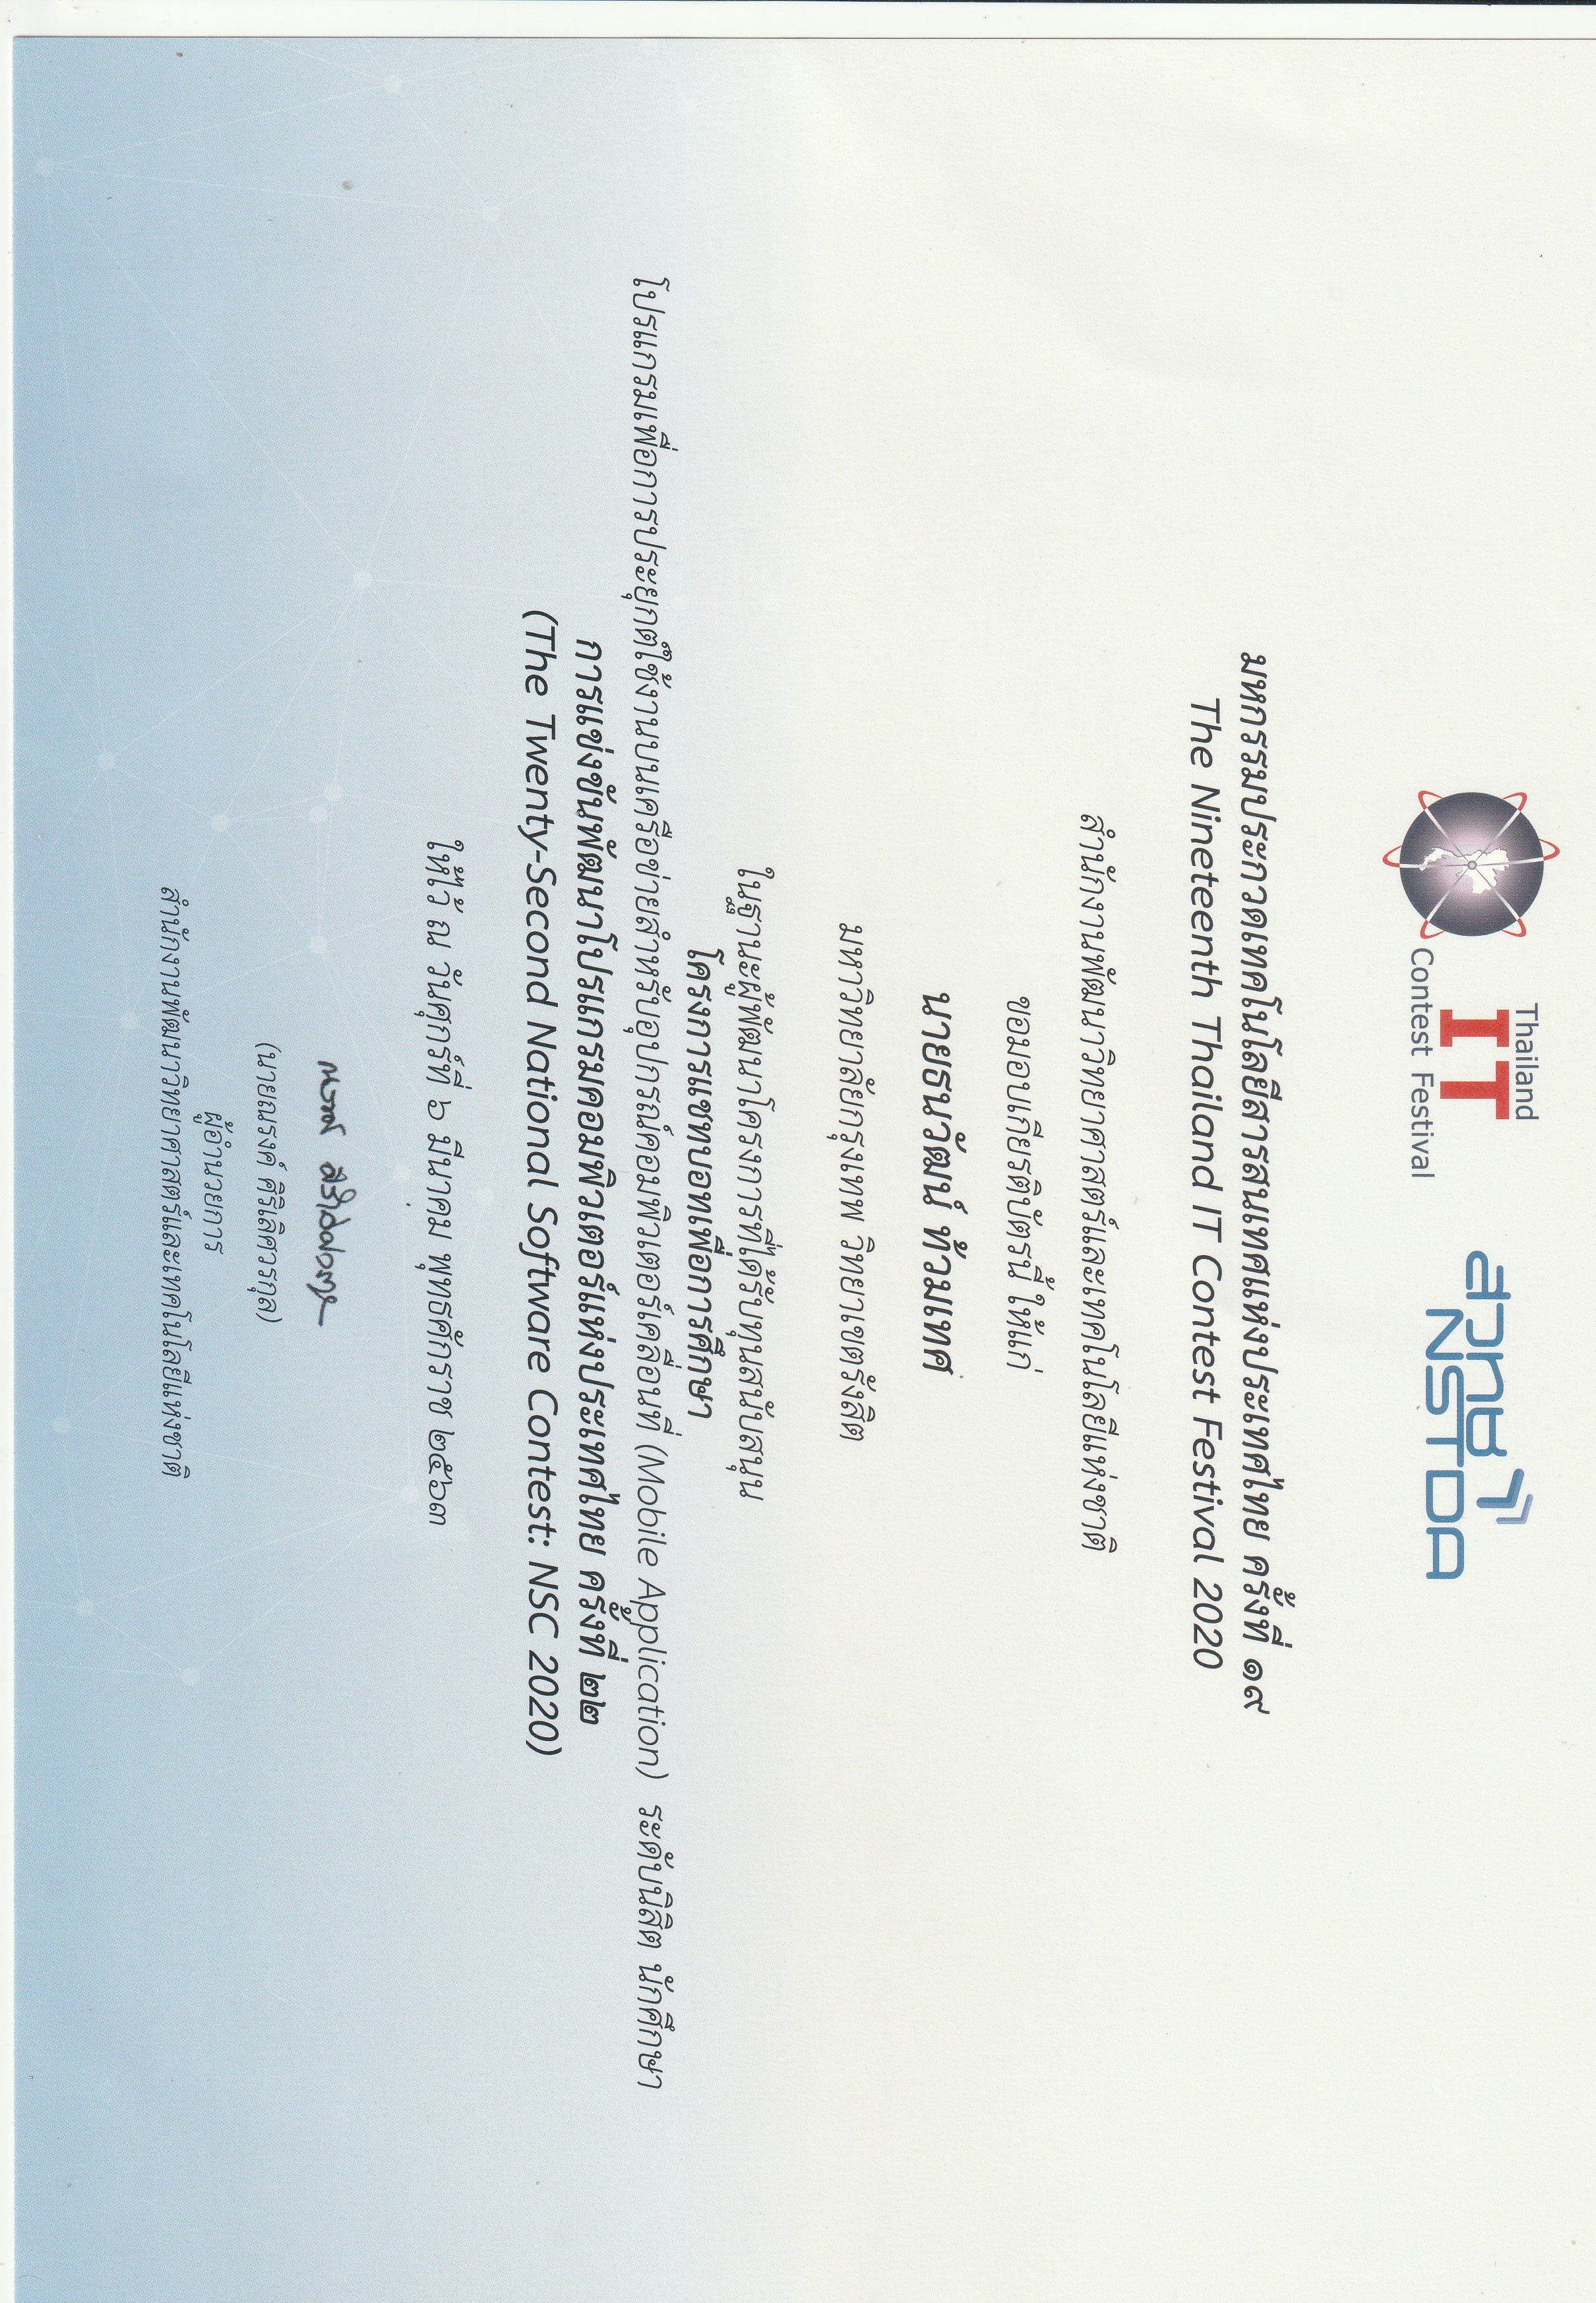 Thailand
IT
Contest Festival
สวทช
NSTDA
มหกรรมประกวดเทคโนโลยีสารสนเทศแห่งประเทศไทย ครั้งที่ ๑๙
The Nineteenth Thailand IT Contest Festival 2020
สำนักงานพัฒนาวิทยาศาสตร์และเทคโนโลยีแห่งชาติ
ขอมอบเกียรติบัตรนี้ ให้แก่
นายธนวัฒน์ ท้วมเทศ
มหาวิทยาลัยกรุงเทพ วิทยาเขตรังสิต
ในฐานะผู้พัฒนาโครงการที่ได้รับทุนสนับสนุน
โครงการแชทบอทเพื่อการศึกษา
โปรแกรมเพื่อการประยุกต์ใช้งานบนเครือข่ายสำหรับอุปกรณ์คอมพิวเตอร์เคลื่อนที่ (Mobile Application) ระดับนิสิต นักศึกษา
การแข่งขันพัฒนาโปรแกรมคอมพิวเตอร์แห่งประเทศไทย ครั้งที่ ๒๒
(The Twenty-Second National Software Contest: NSC 2020)
ให้ไว้ ณ วันศุกร์ที่ ๖ มีนาคม พุทธศักราช ๒๕๖๓
(นายณรงค์ ศิริเลิศวรกุล)
ผู้อำนวยการ
สำนักงานพัฒนาวิทยาศาสตร์และเทคโนโลยีแห่งชาติ